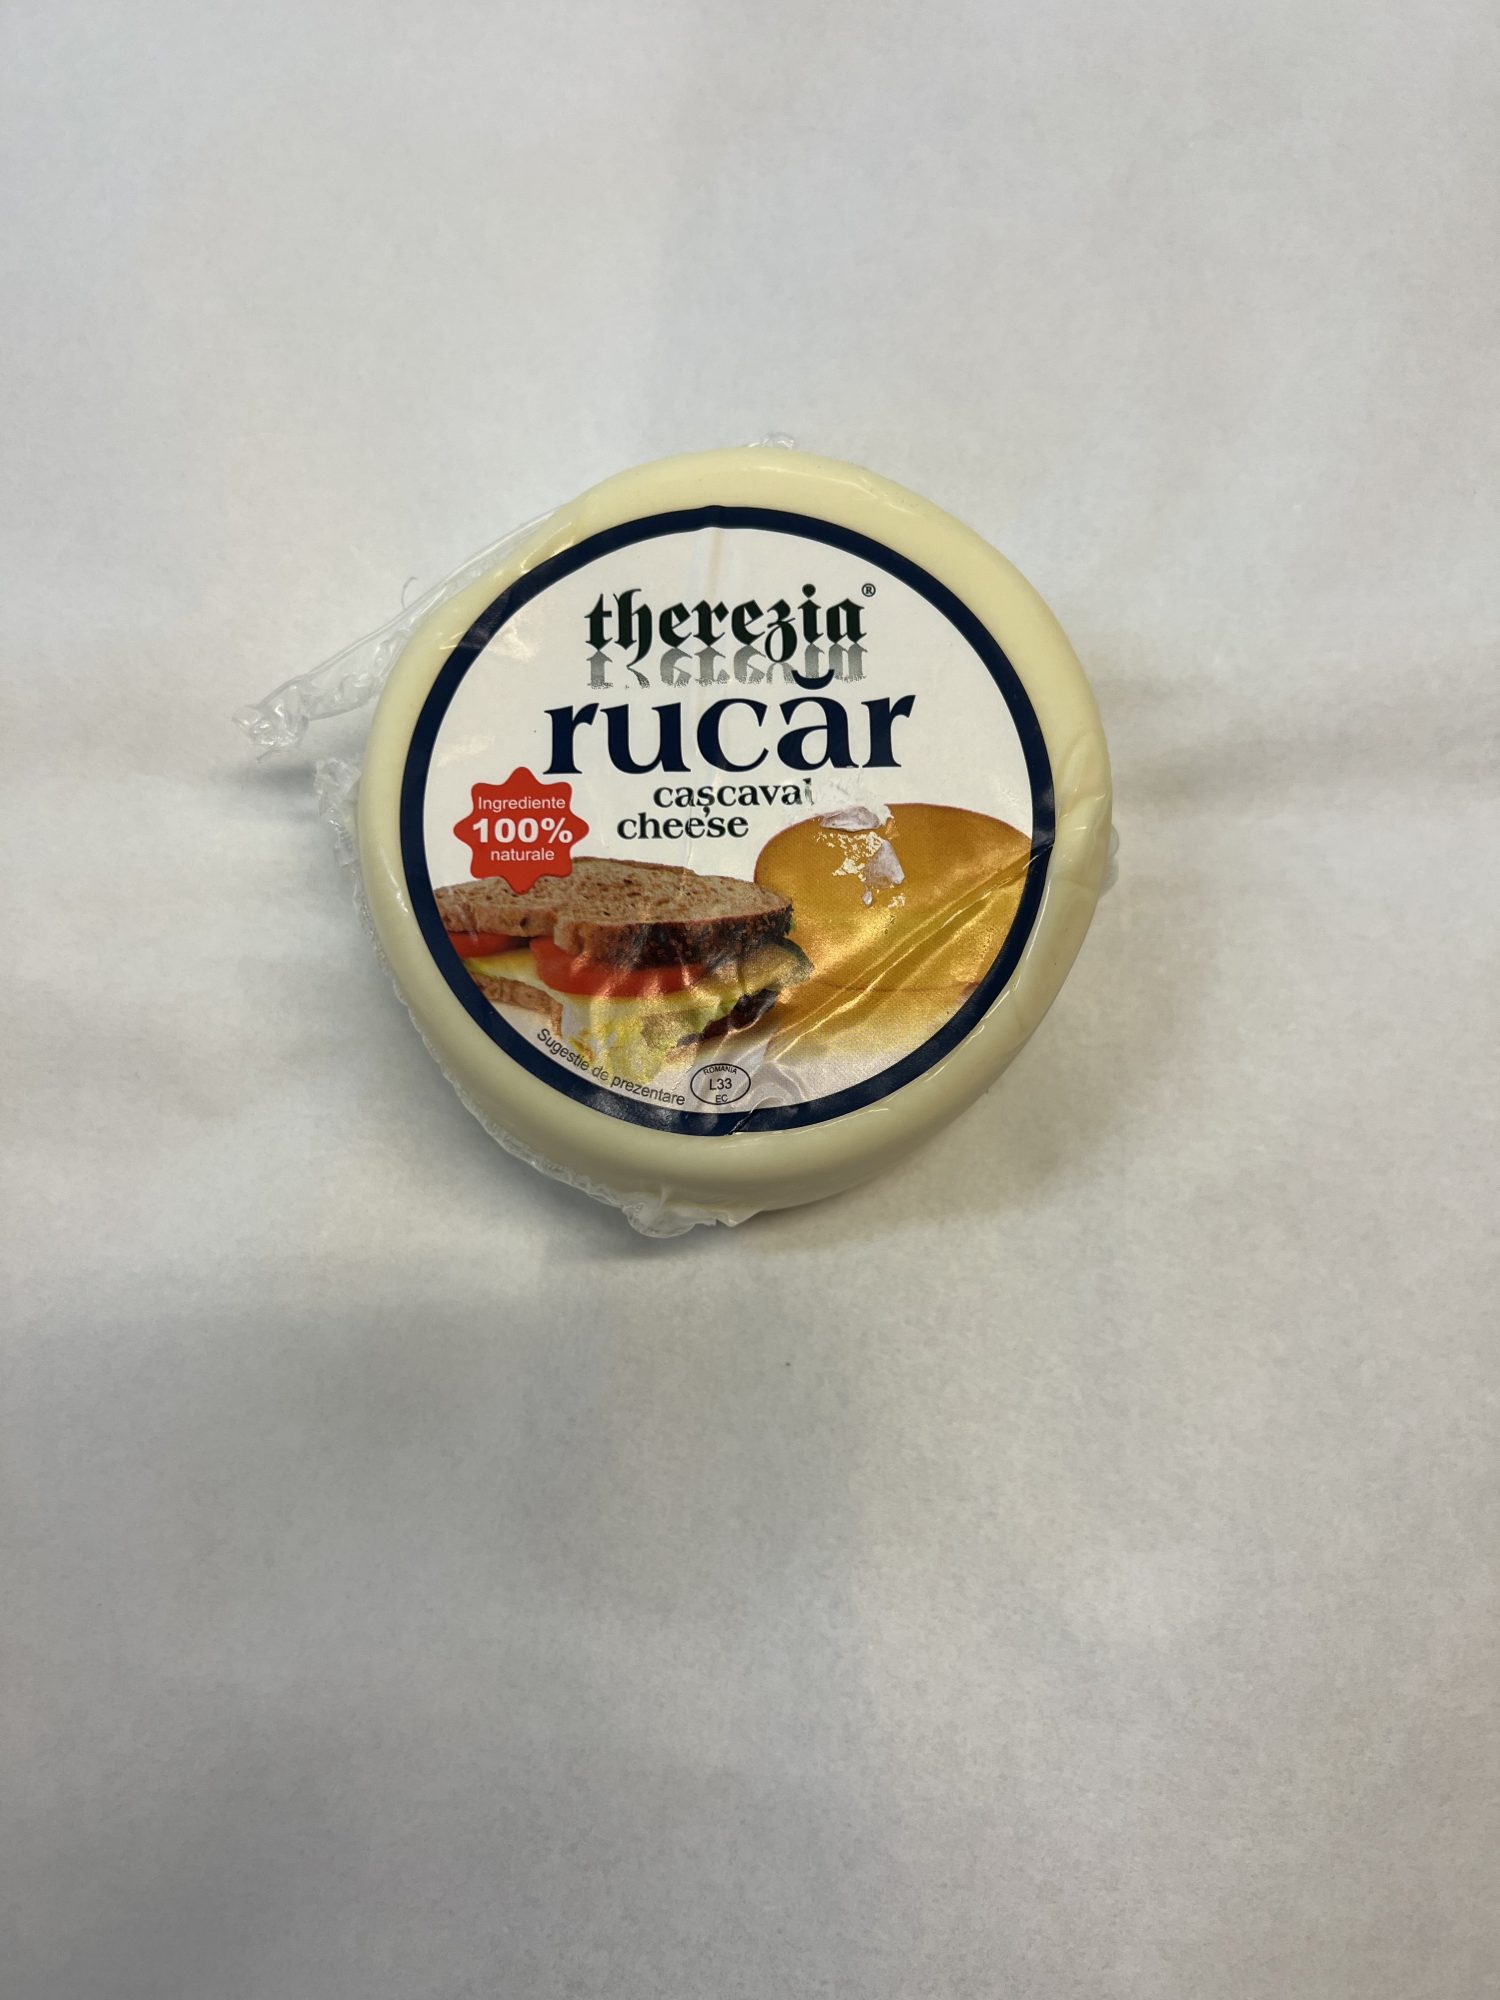 therezia®
rucăr
cașcaval
cheese
Ingrediente
100%
naturale
Sugestie de prezentare
ROMANIA
L33
EC